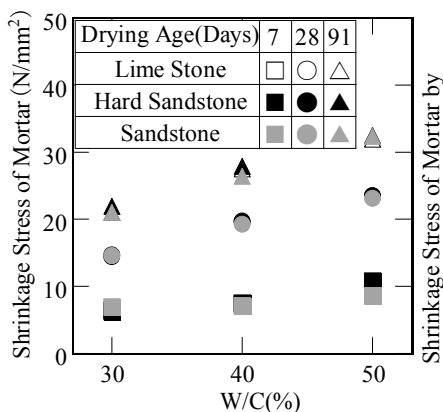 50
40
30
20
10
0
Shrinkage Stress of Mortar (N/mm²)
Drying Age(Days) 7 28 91
Lime Stone
Hard Sandstone
Sandstone
30 40 50
W/C(%)
Shrinkage Stress of Mortar by